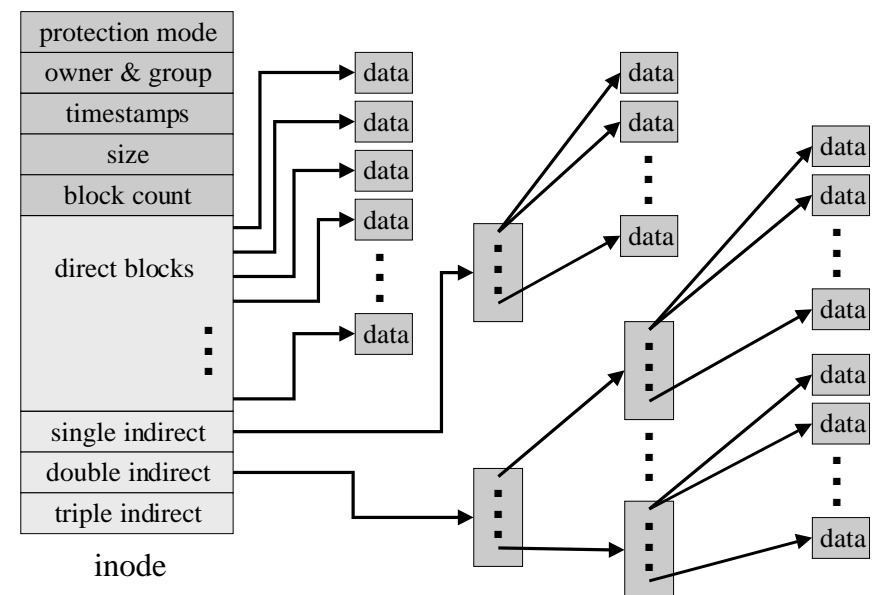 protection mode
owner & group
timestamps
size
block count
direct blocks
single indirect
double indirect
triple indirect
inode
data
data
data
data
data
data
data
data
data
data
data
data
data
data